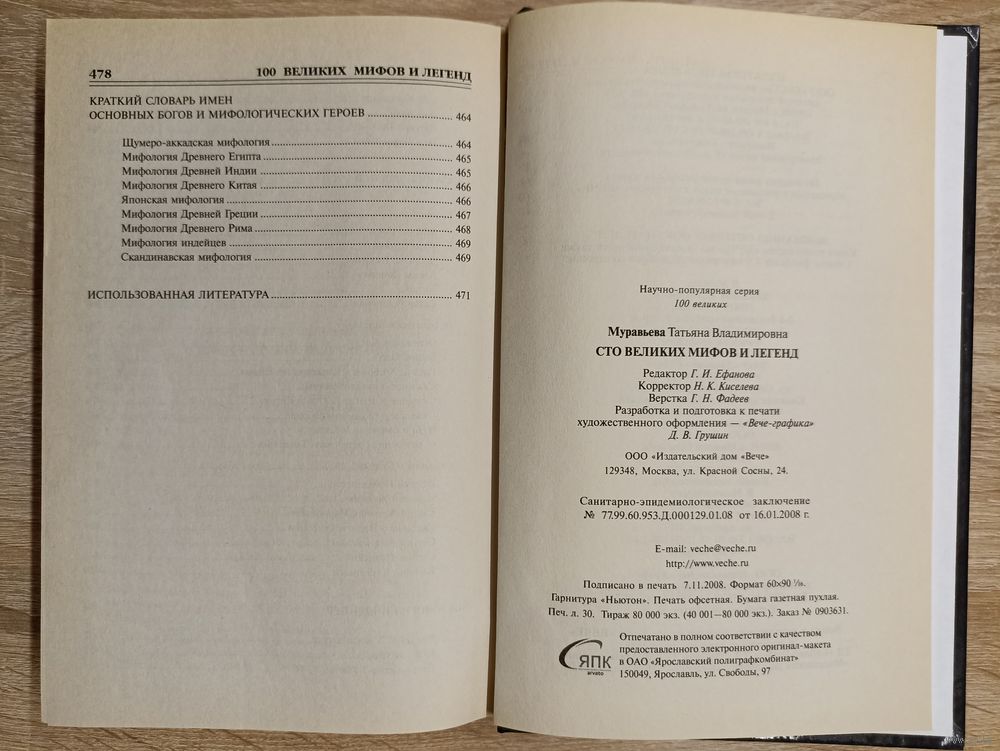 478 100 ВЕЛИКИХ МИФОВ И ЛЕГЕНД
КРАТКИЙ СЛОВАРЬ ИМЕН
ОСНОВНЫХ БОГОВ И МИФОЛОГИЧЕСКИХ ГЕРОЕВ ........................ 464
Шумеро-аккадская мифология ........................ 464
Мифология Древнего Египта ........................ 465
Мифология Древней Индии ........................ 465
Мифология Древнего Китая ........................ 466
Японская мифология ........................ 466
Мифология Древней Греции ........................ 467
Мифология Древнего Рима ........................ 468
Мифология индейцев ........................ 469
Скандинавская мифология ........................ 469
ИСПОЛЬЗОВАННАЯ ЛИТЕРАТУРА ........................ 471
Научно-популярная серия
100 великих
Муравьева Татьяна Владимировна
СТО ВЕЛИКИХ МИФОВ И ЛЕГЕНД
Редактор Г. И. Ефанова
Корректор Н. К. Киселева
Верстка Г. Н. Фадеев
Разработка и подготовка к печати
художественного оформления — «Вече-графика»
Д. В. Грушин
ООО «Издательский дом «Вече»
129348, Москва, ул. Красной Сосны, 24.
Санитарно-эпидемиологическое заключение
№ 77.99.60.953.Д.000129.01.08 от 16.01.2008 г.
E-mail: veche@veche.ru
http://www.veche.ru
Подписано в печать 7.11.2008. Формат 60×90 1/16.
Гарнитура «Ньютон». Печать офсетная. Бумага газетная пухлая.
Печ. л. 30. Тираж 80 000 экз. (40 001—80 000 экз.). Заказ № 0903631.
ЯПК
arvato
Отпечатано в полном соответствии с качеством
предоставленного электронного оригинал-макета
в ОАО «Ярославский полиграфкомбинат»
150049, Ярославль, ул. Свободы, 97